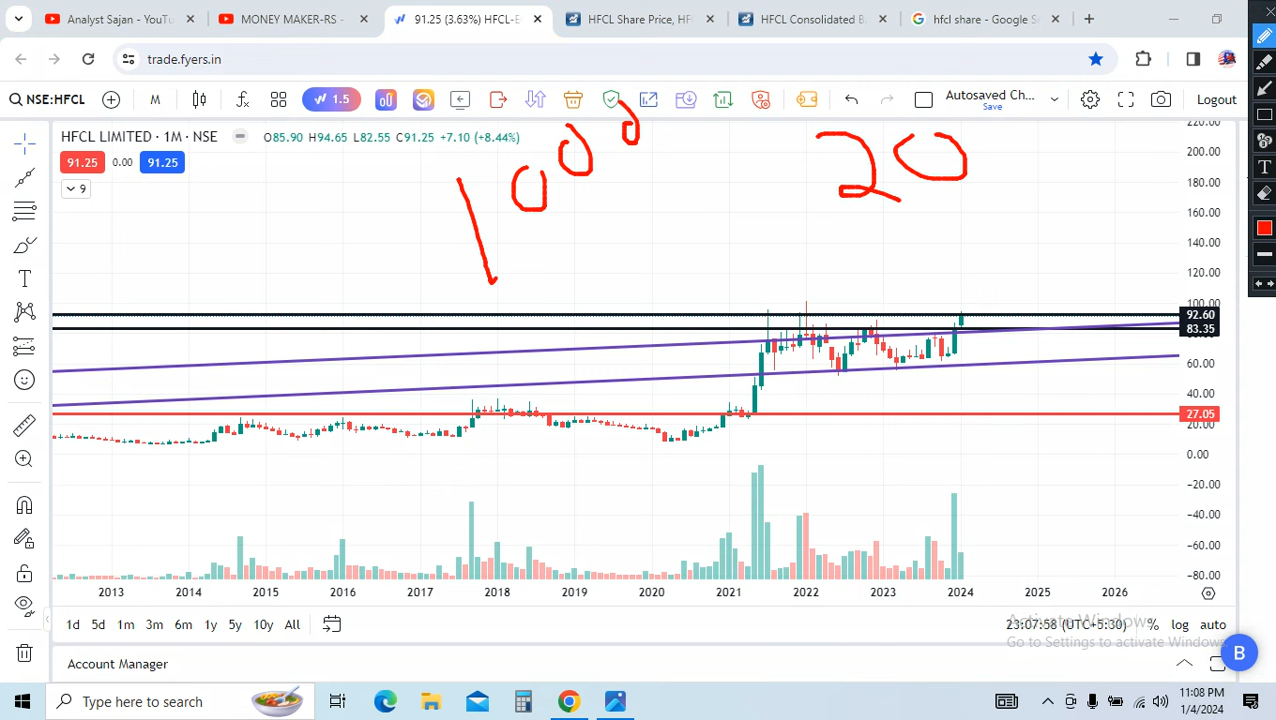 Analyst Sajan - YouTu
MONEY MAKER-RS -
91.25 (3.63%) HFCL-E
HFCL Share Price, HF
HFCL Consolidated B
hfcl share - Google Se
trade.fyers.in
NSE:HFCL
M
1.5
Autosaved Ch...
Save
Logout
HFCL LIMITED · 1M · NSE
O85.90 H94.65 L82.55 C91.25 +7.10 (+8.44%)
91.25 0.00 91.25
9
1000
20
220.00
200.00
180.00
160.00
140.00
120.00
100.00
92.60
83.35
60.00
40.00
27.05
20.00
0.00
-20.00
-40.00
-60.00
-80.00
2013 2014 2015 2016 2017 2018 2019 2020 2021 2022 2023 2024 2025 2026
1d 5d 1m 3m 6m 1y 5y 10y All
23:07:58 (UTC+5:30) % log auto
Activate Windows
Go to Settings to activate Windows.
B
Account Manager
Type here to search
11:08 PM
1/4/2024